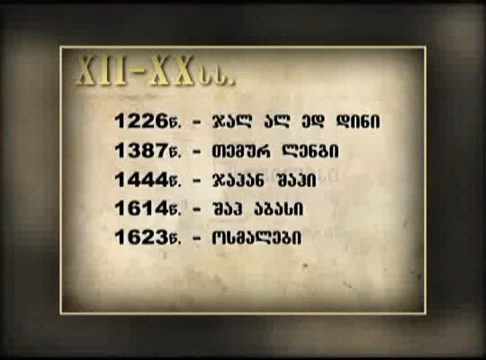 XII-XXსს.
1226წ. - ჯალ ალ ედ დინი
1387წ. - თემურ ლენგი
1444წ. - ჯაჰან შაჰი
1614წ. - შაჰ აბასი
1623წ. - ოსმალები